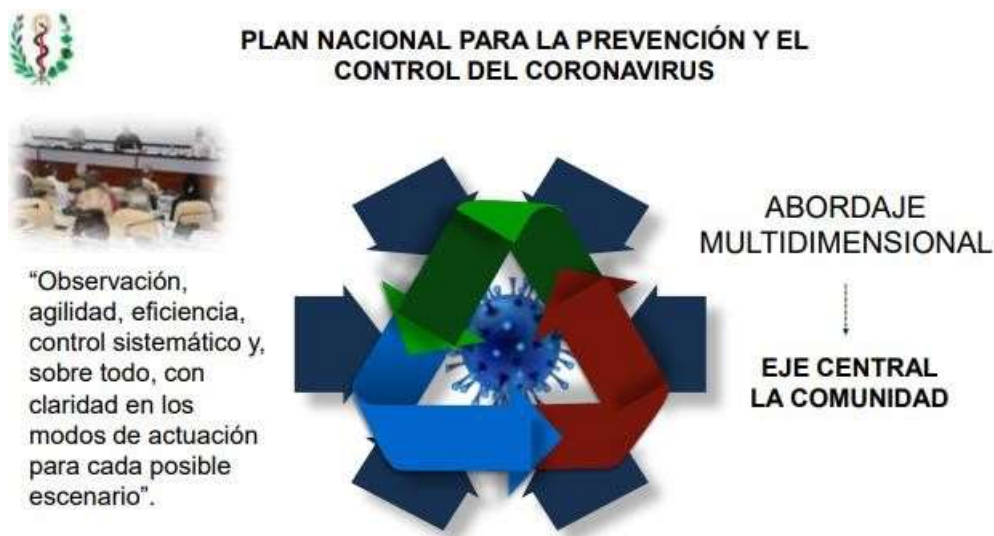 PLAN NACIONAL PARA LA PREVENCIÓN Y EL
CONTROL DEL CORONAVIRUS
“Observación,
agilidad, eficiencia,
control sistemático y,
sobre todo, con
claridad en los
modos de actuación
para cada posible
escenario”.
ABORDAJE
MULTIDIMENSIONAL
EJE CENTRAL
LA COMUNIDAD